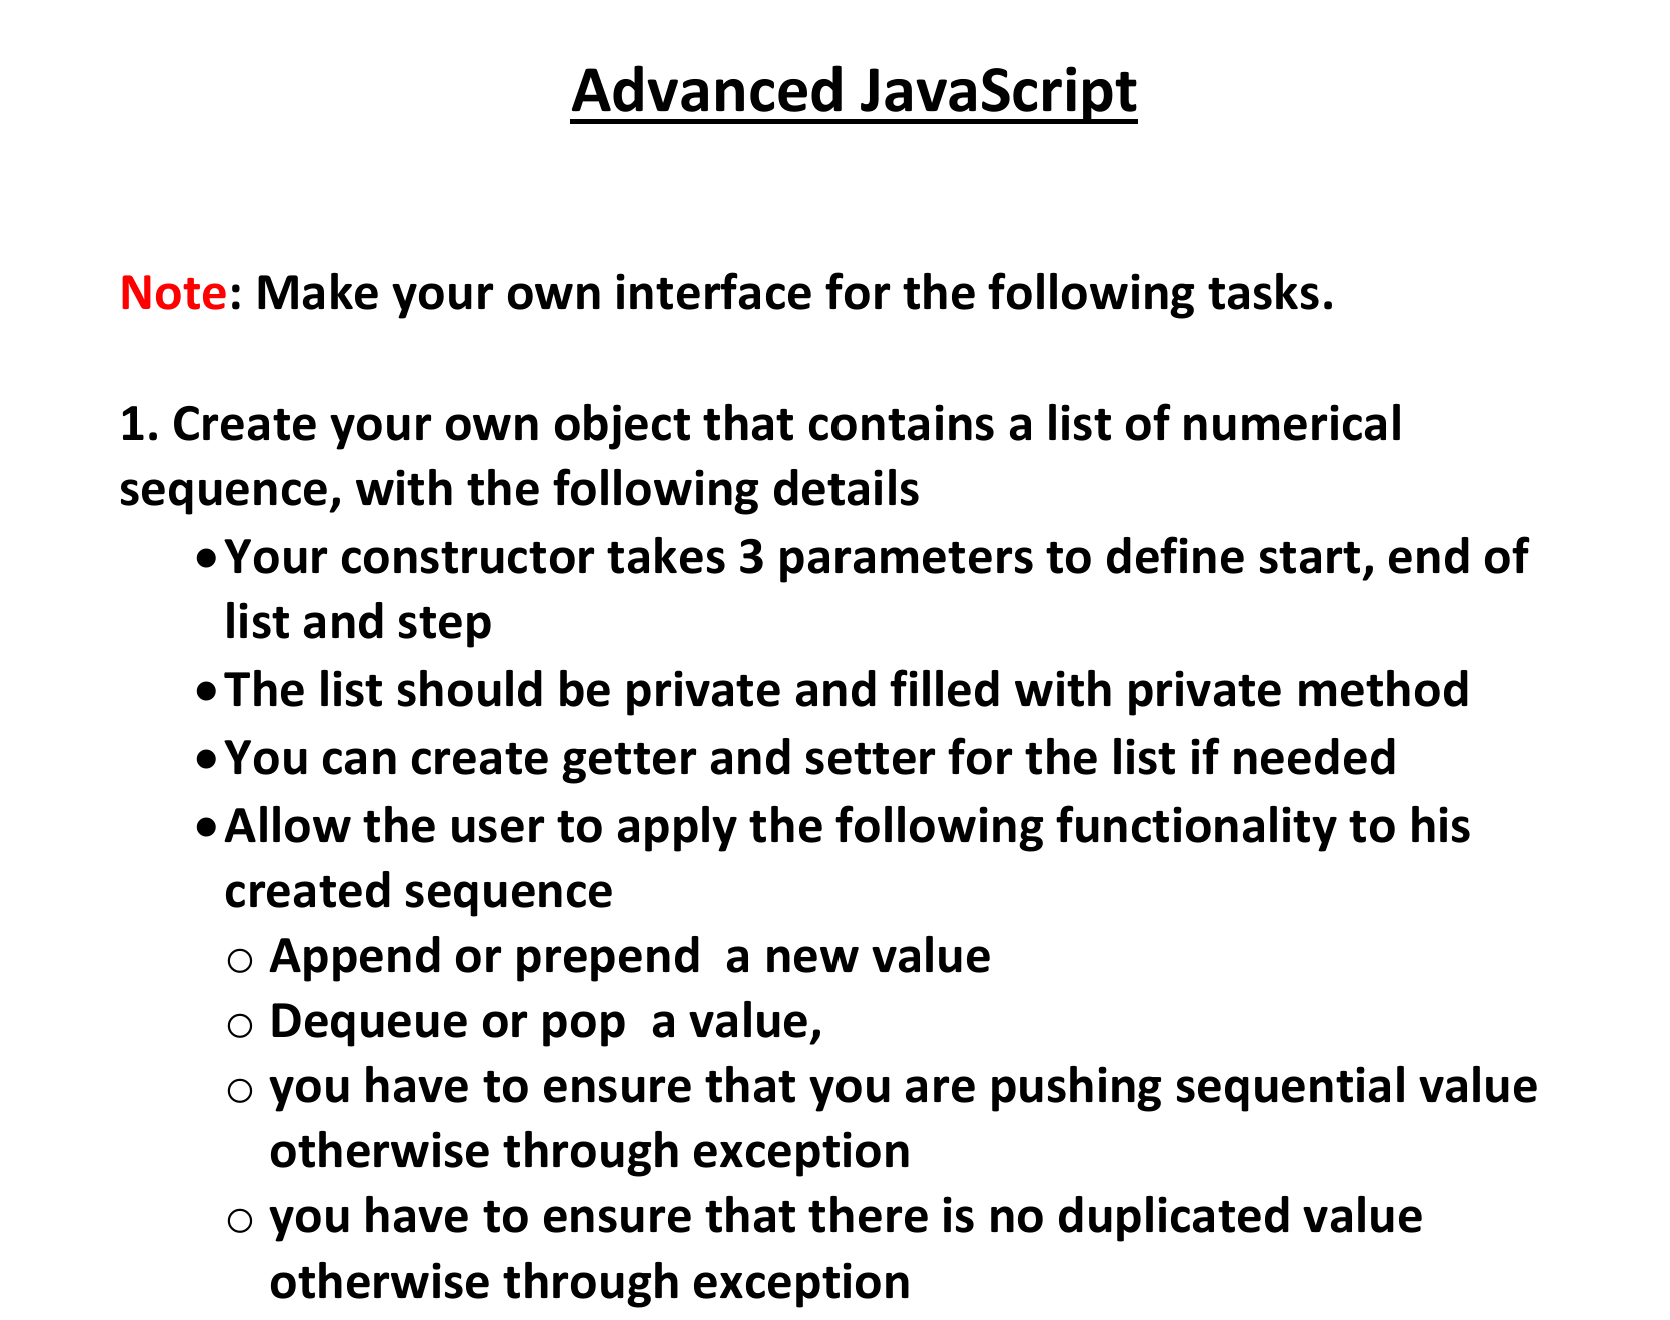 Advanced JavaScript
Note: Make your own interface for the following tasks.
1. Create your own object that contains a list of numerical
sequence, with the following details
•Your constructor takes 3 parameters to define start, end of
list and step
•The list should be private and filled with private method
•You can create getter and setter for the list if needed
•Allow the user to apply the following functionality to his
created sequence
○ Append or prepend  a new value
○ Dequeue or pop  a value,
○ you have to ensure that you are pushing sequential value
otherwise through exception
○ you have to ensure that there is no duplicated value
otherwise through exception